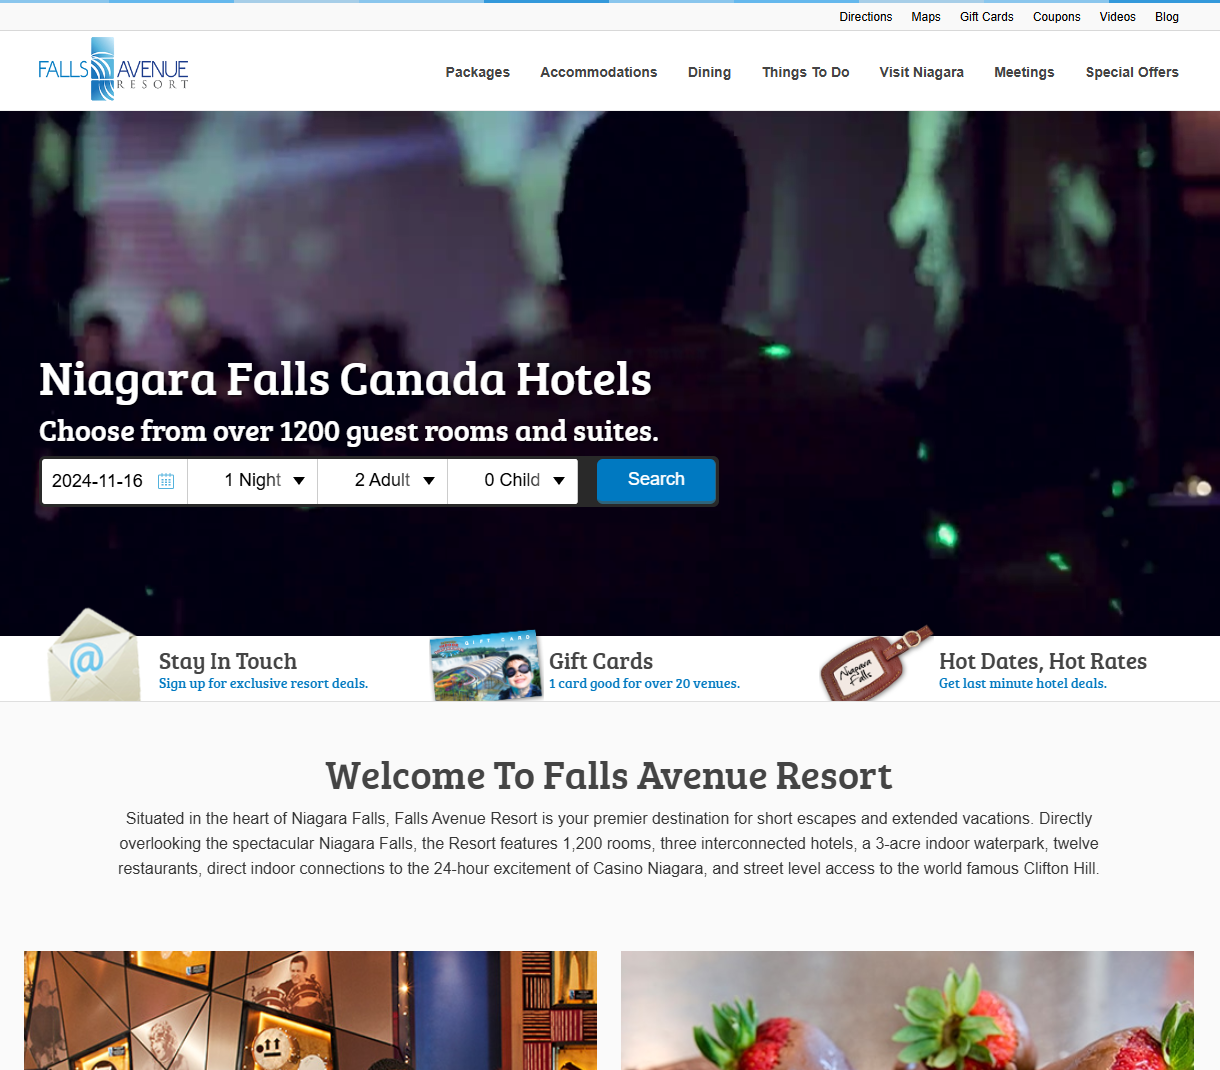 Directions Maps Gift Cards Coupons Videos Blog
FALLS AVENUE
RESORT
Packages Accommodations Dining Things To Do Visit Niagara Meetings Special Offers
Niagara Falls Canada Hotels
Choose from over 1200 guest rooms and suites.
2024-11-16 1 Night 2 Adult 0 Child Search
@
Stay In Touch
Sign up for exclusive resort deals.
GIFT CARD
Gift Cards
1 card good for over 20 venues.
Niagara
Falls
Hot Dates, Hot Rates
Get last minute hotel deals.
Welcome To Falls Avenue Resort
Situated in the heart of Niagara Falls, Falls Avenue Resort is your premier destination for short escapes and extended vacations. Directly
overlooking the spectacular Niagara Falls, the Resort features 1,200 rooms, three interconnected hotels, a 3-acre indoor waterpark, twelve
restaurants, direct indoor connections to the 24-hour excitement of Casino Niagara, and street level access to the world famous Clifton Hill.